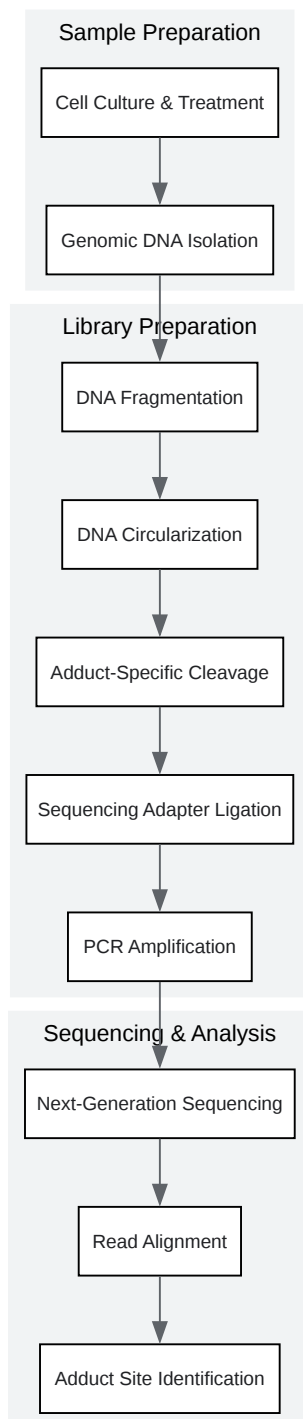 Sample Preparation
Cell Culture & Treatment
Genomic DNA Isolation
Library Preparation
DNA Fragmentation
DNA Circularization
Adduct-Specific Cleavage
Sequencing Adapter Ligation
PCR Amplification
Sequencing & Analysis
Next-Generation Sequencing
Read Alignment
Adduct Site Identification